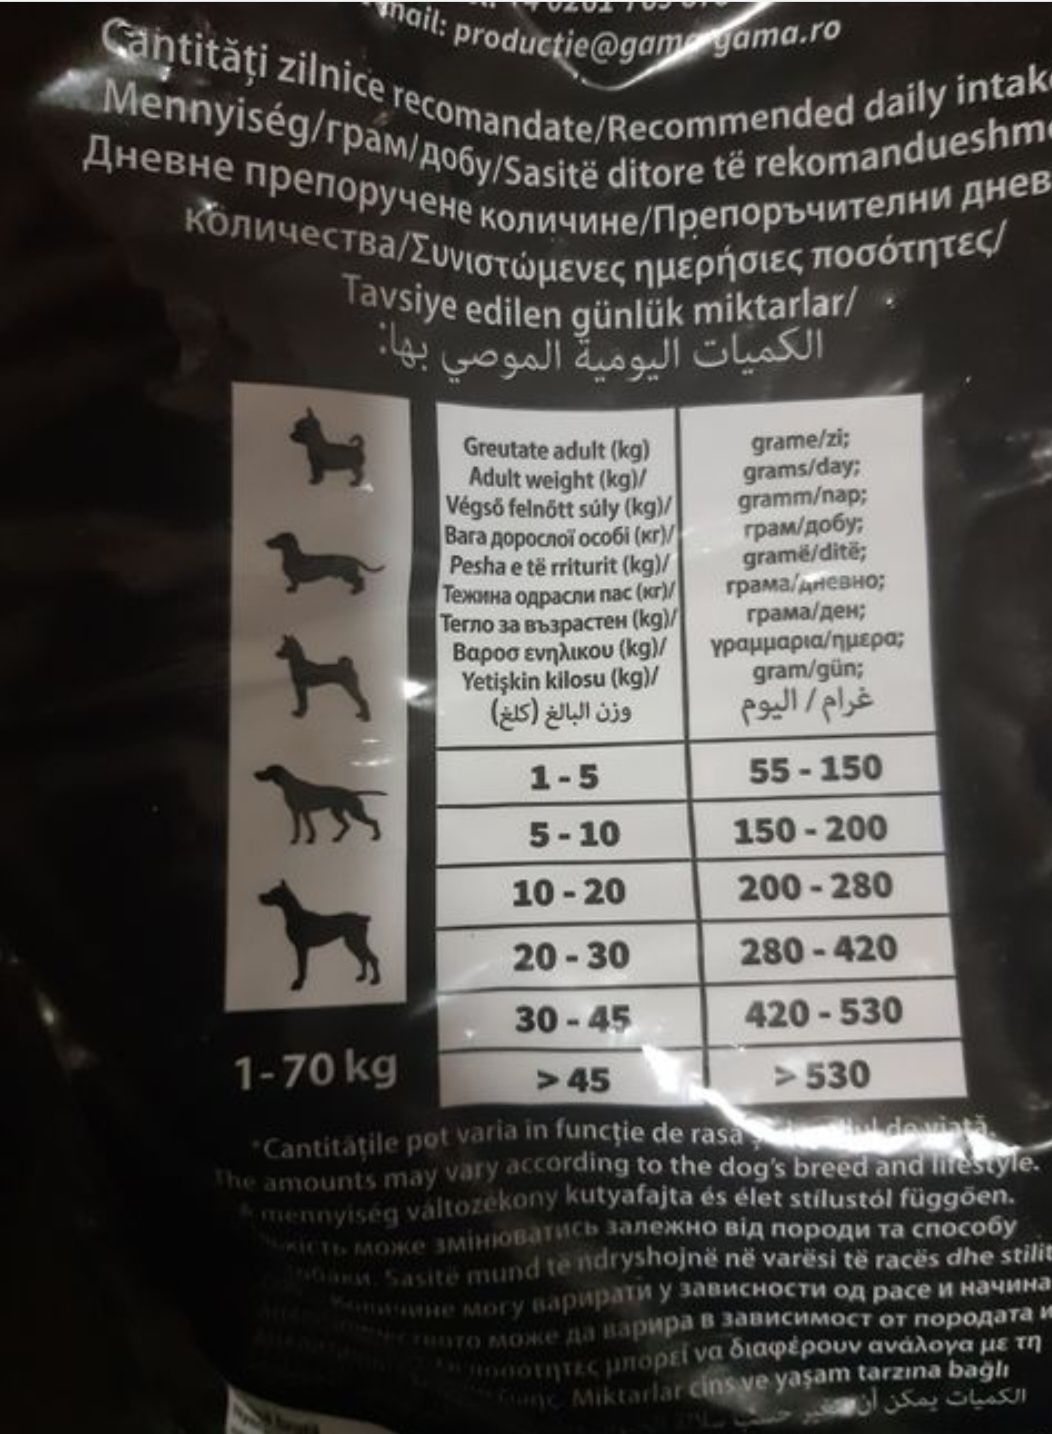 mail: productie@gama-gama.ro
Cantități zilnice recomandate/Recommended daily intak
Mennyiség/грам/добу/Sasitë ditore të rekomandueshm
Дневне препоручене количине/Препоръчителни днев
количества/Συνιστώμενες ημερήσιες ποσότητες/
Tavsiye edilen günlük miktarlar/
الكميات اليومية الموصي بها:
Greutate adult (kg)
Adult weight (kg)/
Végső felnőtt súly (kg)/
Вага дорослої особі (кг)/
Pesha e të rriturit (kg)/
Тежина одрасли пас (кг)/
Тегло за възрастен (kg)/
Βαροσ ενηλικου (kg)/
Yetişkin kilosu (kg)/
وزن البالغ (كلغ)
grame/zi;
grams/day;
gramm/nap;
грам/добу;
gramë/ditë;
грама/дневно;
грама/ден;
γραμμαρια/ημερα;
gram/gün;
غرام / اليوم
1 - 5 55 - 150
5 - 10 150 - 200
10 - 20 200 - 280
20 - 30 280 - 420
30 - 45 420 - 530
> 45 > 530
1-70 kg
*Cantitățile pot varia in funcție de rasă de viață.
The amounts may vary according to the dog's breed and lifestyle.
mennyiség változékony kutyafajta és élet stílustól függően.
може змінюватись залежно від породи та способу
Sasitë mund të ndryshojnë në varësi të racës dhe stilit
могу варирати у зависности од расе и начина
може да варира в зависимост от породата и
μπορεί να διαφέρουν ανάλογα με τη
Miktarlar cins ve yaşam tarzına bağlı
الكميات يمكن أن